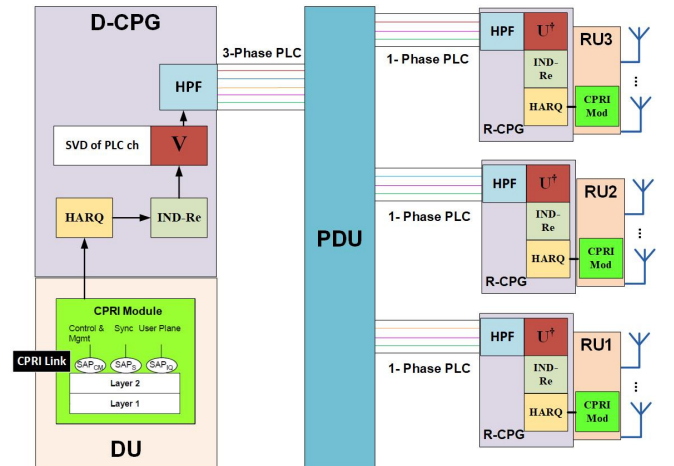 D-CPG
3-Phase PLC
HPF
SVD of PLC ch
V
HARQ
IND-Re
CPRI Module
Control &
Mgmt
Sync
User Plane
CPRI Link
SAPCM
SAPS
SAPIQ
Layer 2
Layer 1
DU
PDU
1- Phase PLC
HPF
U†
IND-
Re
HARQ
R-CPG
RU3
CPRI
Mod
...
1- Phase PLC
HPF
U†
IND-
Re
HARQ
R-CPG
RU2
CPRI
Mod
...
1- Phase PLC
HPF
U†
IND-
Re
HARQ
R-CPG
RU1
CPRI
Mod
...